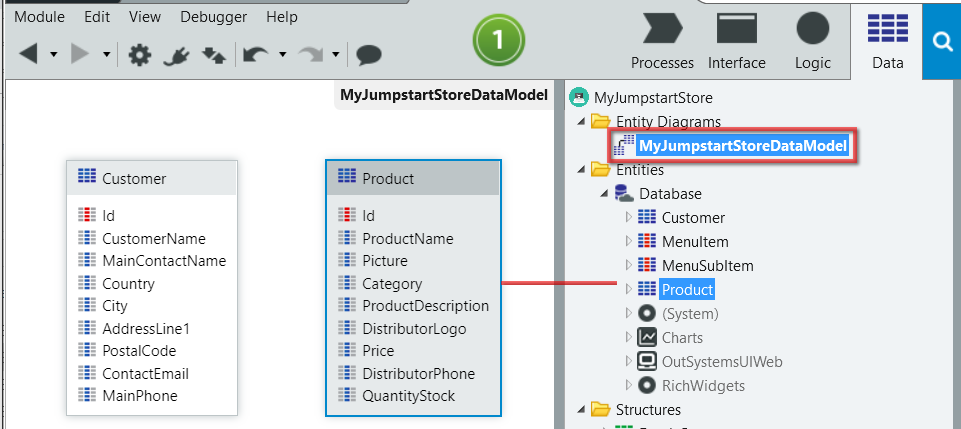 Module Edit View Debugger Help
1
Processes Interface Logic Data
MyJumpstartStoreDataModel
Customer
Id
CustomerName
MainContactName
Country
City
AddressLine1
PostalCode
ContactEmail
MainPhone
Product
Id
ProductName
Picture
Category
ProductDescription
DistributorLogo
Price
DistributorPhone
QuantityStock
MyJumpstartStore
Entity Diagrams
MyJumpstartStoreDataModel
Entities
Database
Customer
MenuItem
MenuSubItem
Product
(System)
Charts
OutSystemsUIWeb
RichWidgets
Structures